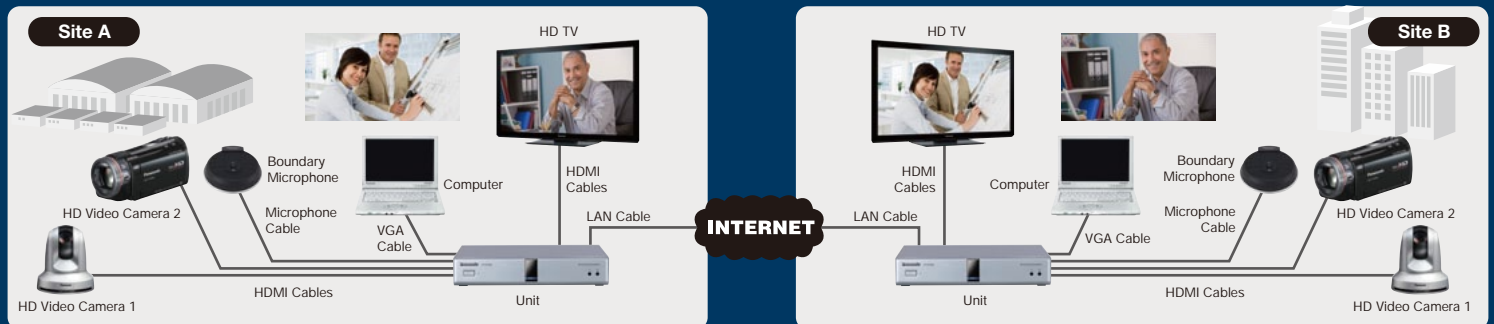 Site A
HD TV
Boundary
Microphone
Computer
HDMI
Cables
HD Video Camera 2
Microphone
Cable
VGA
Cable
LAN Cable
HD Video Camera 1
HDMI Cables
Unit
INTERNET
Site B
HD TV
HDMI
Cables
Computer
Boundary
Microphone
LAN Cable
VGA Cable
Microphone
Cable
HD Video Camera 2
Unit
HDMI Cables
HD Video Camera 1